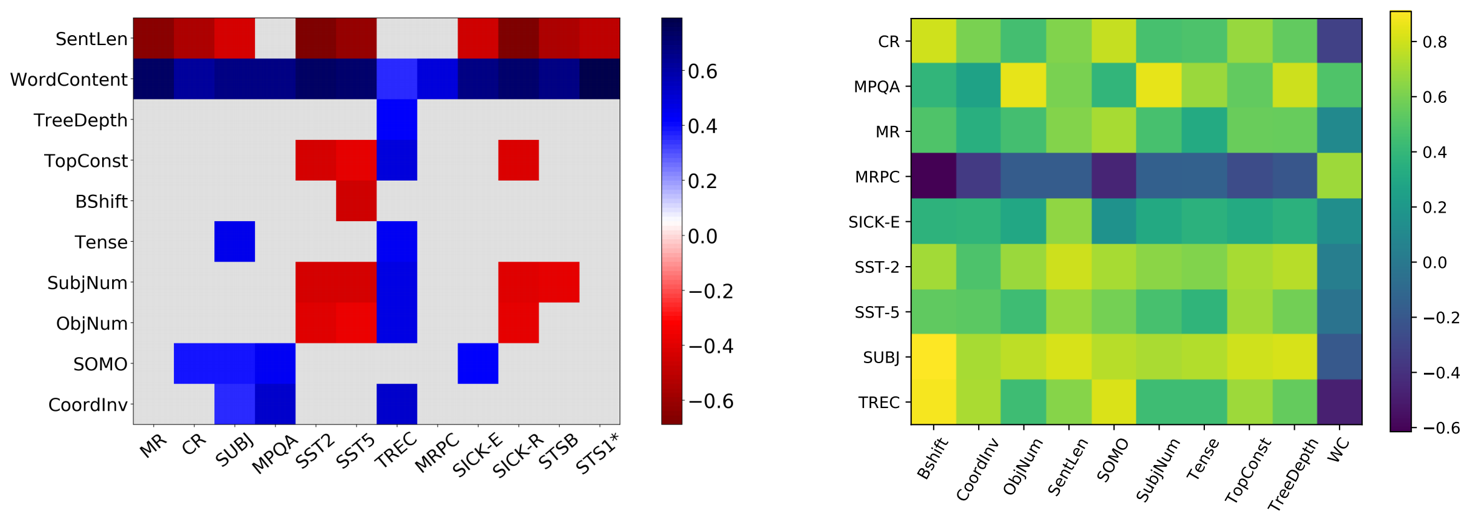 SentLen
WordContent
TreeDepth
TopConst
BShift
Tense
SubjNum
ObjNum
SOMO
CoordInv
MR CR SUBJ MPQA SST2 SST5 TREC MRPC SICK-E SICK-R STSB STS1*
0.6
0.4
0.2
0.0
−0.2
−0.4
−0.6
CR
MPQA
MR
MRPC
SICK-E
SST-2
SST-5
SUBJ
TREC
Bshift CoordInv ObjNum SentLen SOMO SubjNum Tense TopConst TreeDepth WC
0.8
0.6
0.4
0.2
0.0
−0.2
−0.4
−0.6